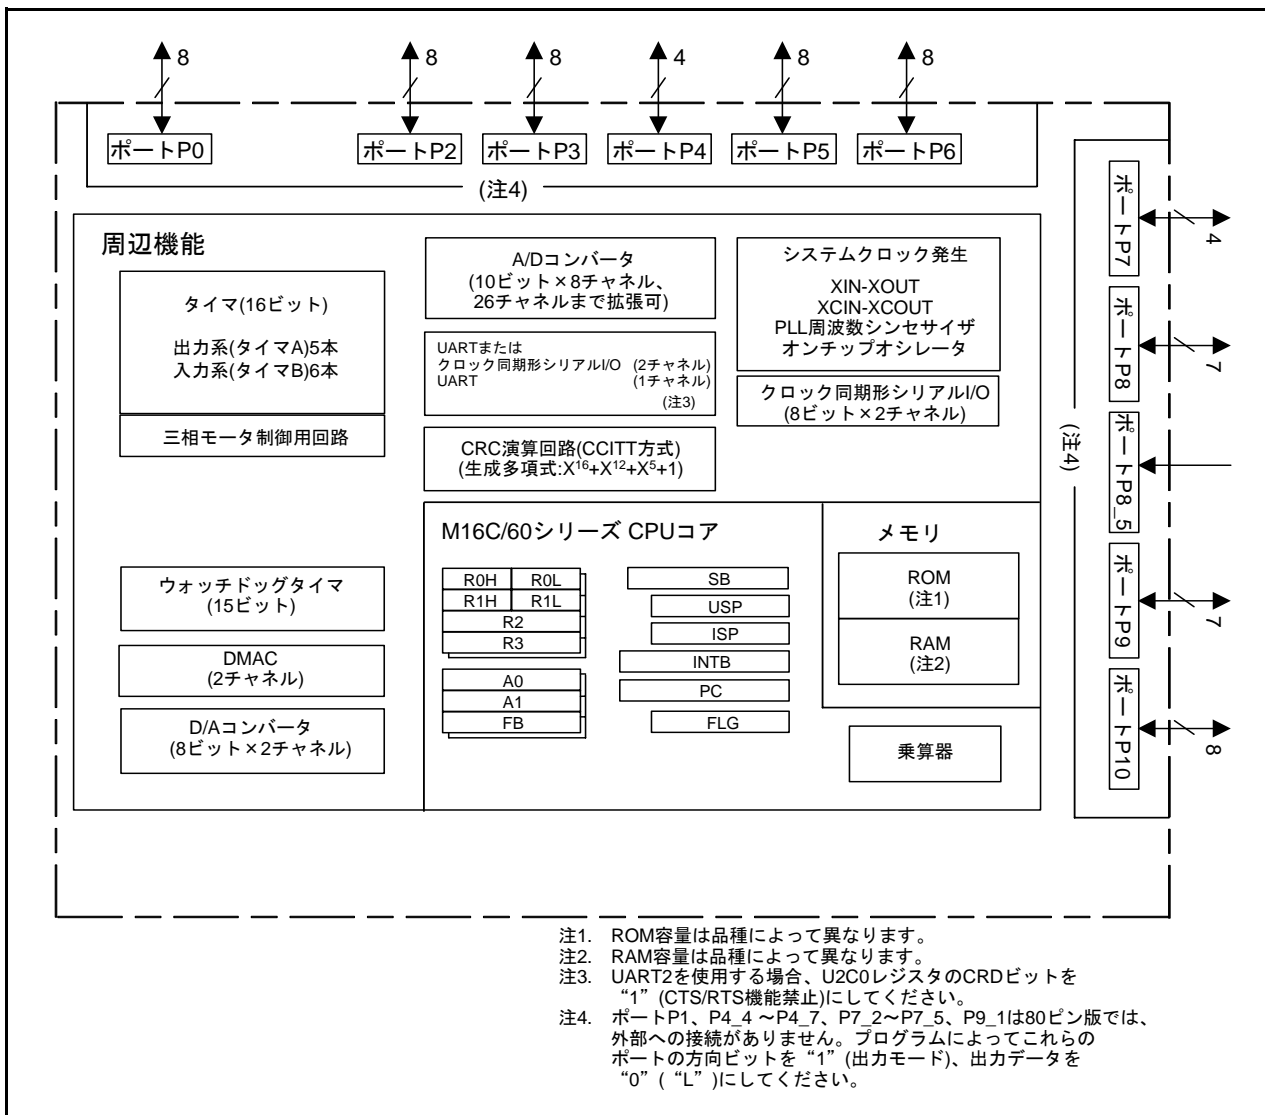 8
8
8
4
8
8
ポートP0
ポートP2
ポートP3
ポートP4
ポートP5
ポートP6
(注4)
周辺機能
タイマ(16ビット)
出力系(タイマA)5本
入力系(タイマB)6本
三相モータ制御用回路
ウォッチドッグタイマ
(15ビット)
DMAC
(2チャネル)
D/Aコンバータ
(8ビット×2チャネル)
A/Dコンバータ
(10ビット×8チャネル、
26チャネルまで拡張可)
UARTまたは
クロック同期形シリアルI/O (2チャネル)
UART (1チャネル)
(注3)
CRC演算回路(CCITT方式)
(生成多項式:X¹⁶+X¹²+X⁵+1)
システムクロック発生
XIN-XOUT
XCIN-XCOUT
PLL周波数シンセサイザ
オンチップオシレータ
クロック同期形シリアルI/O
(8ビット×2チャネル)
M16C/60シリーズ CPUコア
R0H R0L
R1H R1L
R2
R3
A0
A1
FB
SB
USP
ISP
INTB
PC
FLG
メモリ
ROM
(注1)
RAM
(注2)
乗算器
(注4)
ポートP7
4
ポートP8
7
ポートP8_5
ポートP9
7
ポートP10
8
注1. ROM容量は品種によって異なります。
注2. RAM容量は品種によって異なります。
注3. UART2を使用する場合、U2C0レジスタのCRDビットを
“1”(CTS/RTS機能禁止)にしてください。
注4. ポートP1、P4_4～P4_7、P7_2～P7_5、P9_1は80ピン版では、
外部への接続がありません。プログラムによってこれらの
ポートの方向ビットを“1”(出力モード)、出力データを
“0”(“L”)にしてください。